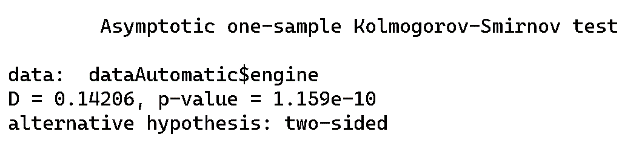 Asymptotic one-sample Kolmogorov-Smirnov test
data:  dataAutomatic$engine
D = 0.14206, p-value = 1.159e-10
alternative hypothesis: two-sided